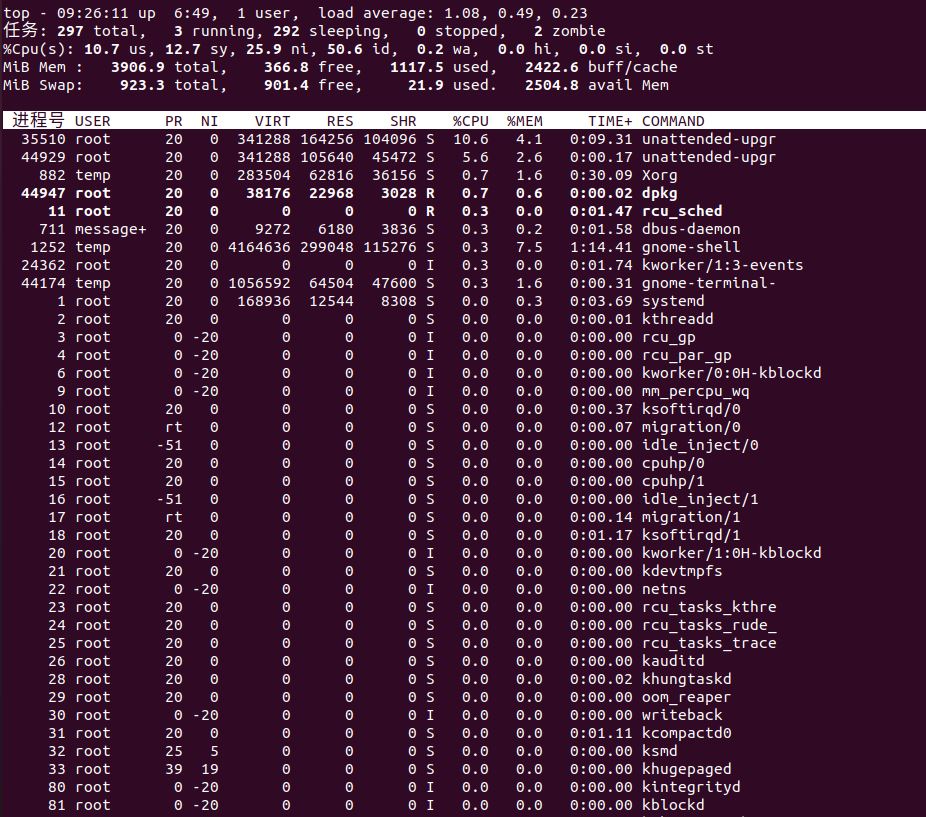 top - 09:26:11 up  6:49,  1 user,  load average: 1.08, 0.49, 0.23
任务: 297 total,   3 running, 292 sleeping,   0 stopped,   2 zombie
%Cpu(s): 10.7 us, 12.7 sy, 25.9 ni, 50.6 id,  0.2 wa,  0.0 hi,  0.0 si,  0.0 st
MiB Mem :   3906.9 total,    366.8 free,   1117.5 used,   2422.6 buff/cache
MiB Swap:    923.3 total,    901.4 free,     21.9 used.   2504.8 avail Mem
进程号 USER      PR  NI    VIRT    RES    SHR    %CPU  %MEM     TIME+ COMMAND
35510 root      20   0  341288 164256 104096 S  10.6   4.1   0:09.31 unattended-upgr
44929 root      20   0  341288 105640  45472 S   5.6   2.6   0:00.17 unattended-upgr
882 temp      20   0  283504  62816  36156 S   0.7   1.6   0:30.09 Xorg
44947 root      20   0   38176  22968   3028 R   0.7   0.6   0:00.02 dpkg
11 root      20   0       0      0      0 R   0.3   0.0   0:01.47 rcu_sched
711 message+  20   0    9272   6180   3836 S   0.3   0.2   0:01.58 dbus-daemon
1252 temp      20   0 4164636 299048 115276 S   0.3   7.5   1:14.41 gnome-shell
24362 root      20   0       0      0      0 I   0.3   0.0   0:01.74 kworker/1:3-events
44174 temp      20   0 1056592  64504  47600 S   0.3   1.6   0:00.31 gnome-terminal-
1 root      20   0  168936  12544   8308 S   0.0   0.3   0:03.69 systemd
2 root      20   0       0      0      0 S   0.0   0.0   0:00.01 kthreadd
3 root       0 -20       0      0      0 I   0.0   0.0   0:00.00 rcu_gp
4 root       0 -20       0      0      0 I   0.0   0.0   0:00.00 rcu_par_gp
6 root       0 -20       0      0      0 I   0.0   0.0   0:00.00 kworker/0:0H-kblockd
9 root       0 -20       0      0      0 I   0.0   0.0   0:00.00 mm_percpu_wq
10 root      20   0       0      0      0 S   0.0   0.0   0:00.37 ksoftirqd/0
12 root      rt   0       0      0      0 S   0.0   0.0   0:00.07 migration/0
13 root     -51   0       0      0      0 S   0.0   0.0   0:00.00 idle_inject/0
14 root      20   0       0      0      0 S   0.0   0.0   0:00.00 cpuhp/0
15 root      20   0       0      0      0 S   0.0   0.0   0:00.00 cpuhp/1
16 root     -51   0       0      0      0 S   0.0   0.0   0:00.00 idle_inject/1
17 root      rt   0       0      0      0 S   0.0   0.0   0:00.14 migration/1
18 root      20   0       0      0      0 S   0.0   0.0   0:01.17 ksoftirqd/1
20 root       0 -20       0      0      0 I   0.0   0.0   0:00.00 kworker/1:0H-kblockd
21 root      20   0       0      0      0 S   0.0   0.0   0:00.00 kdevtmpfs
22 root       0 -20       0      0      0 I   0.0   0.0   0:00.00 netns
23 root      20   0       0      0      0 S   0.0   0.0   0:00.00 rcu_tasks_kthre
24 root      20   0       0      0      0 S   0.0   0.0   0:00.00 rcu_tasks_rude_
25 root      20   0       0      0      0 S   0.0   0.0   0:00.00 rcu_tasks_trace
26 root      20   0       0      0      0 S   0.0   0.0   0:00.00 kauditd
28 root      20   0       0      0      0 S   0.0   0.0   0:00.02 khungtaskd
29 root      20   0       0      0      0 S   0.0   0.0   0:00.00 oom_reaper
30 root       0 -20       0      0      0 I   0.0   0.0   0:00.00 writeback
31 root      20   0       0      0      0 S   0.0   0.0   0:01.11 kcompactd0
32 root      25   5       0      0      0 S   0.0   0.0   0:00.00 ksmd
33 root      39  19       0      0      0 S   0.0   0.0   0:00.00 khugepaged
80 root       0 -20       0      0      0 I   0.0   0.0   0:00.00 kintegrityd
81 root       0 -20       0      0      0 I   0.0   0.0   0:00.00 kblockd